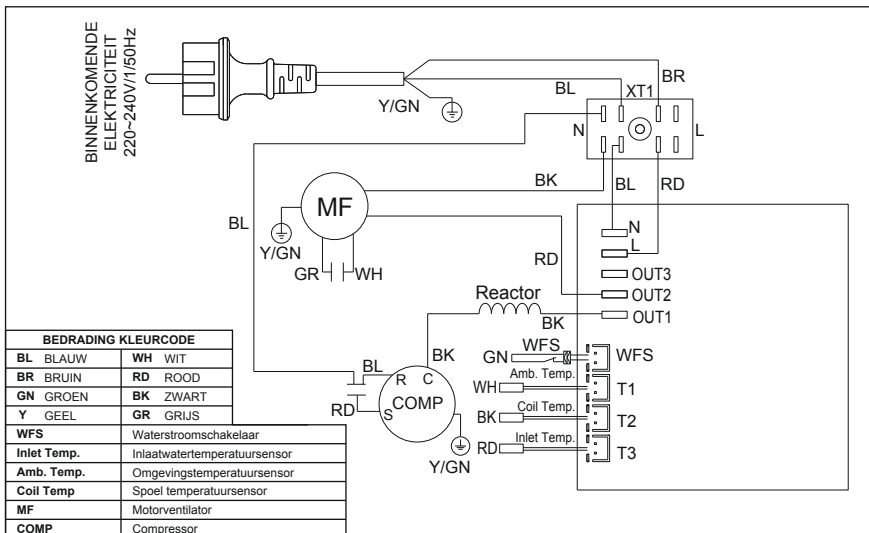 BINNENKOMENDE
ELEKTRICITEIT
220~240V/1/50Hz
Y/GN
BL
BR
XT1
N
L
BK
BL
RD
MF
Y/GN
BL
GR
WH
RD
N
L
OUT3
OUT2
OUT1
Reactor
BK
BK
WFS
GN
WFS
Amb. Temp.
WH
T1
Coil Temp.
BK
T2
Inlet Temp.
RD
T3
BL
R
C
COMP
RD
S
Y/GN
BEDRADING KLEURCODE
BL BLAUW WH WIT
BR BRUIN RD ROOD
GN GROEN BK ZWART
Y GEEL GR GRIJS
WFS Waterstroomschakelaar
Inlet Temp. Inlaatwatertemperatuursensor
Amb. Temp. Omgevingstemperatuursensor
Coil Temp Spoel temperatuursensor
MF Motorventilator
COMP Compressor